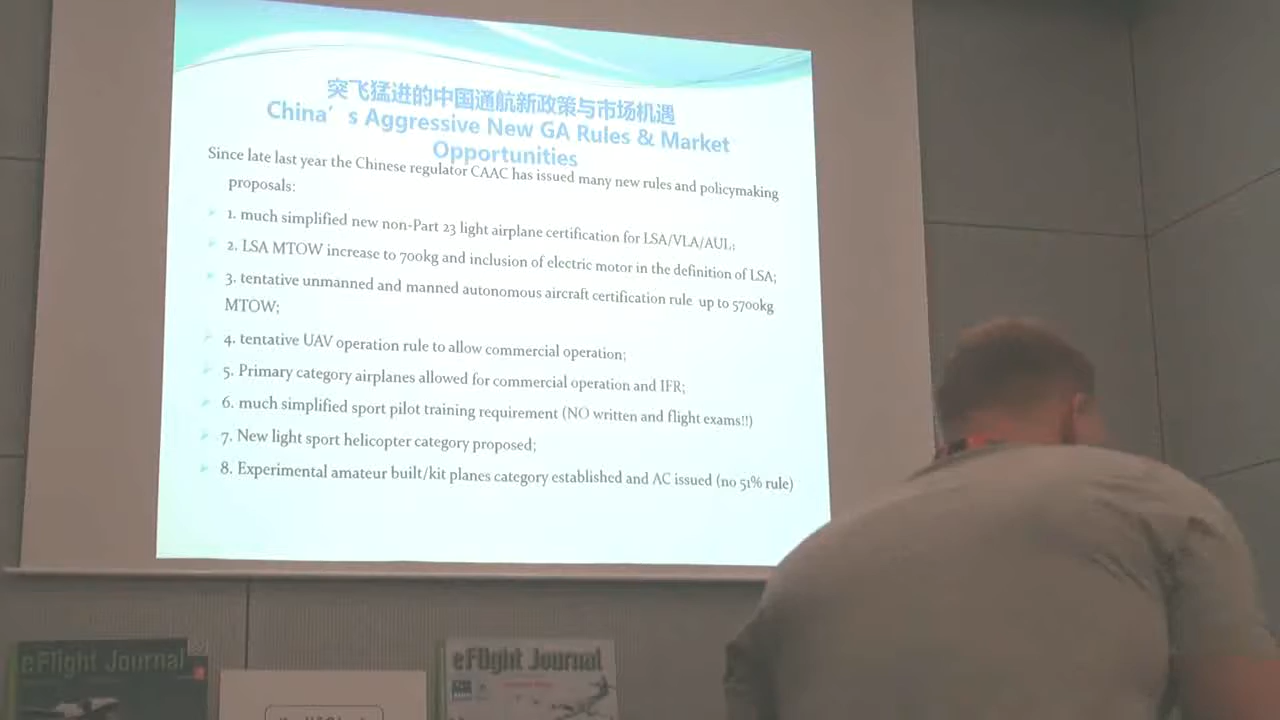 突飞猛进的中国通航新政策与市场机遇
China’s Aggressive New GA Rules & Market
Opportunities
Since late last year the Chinese regulator CAAC has issued many new rules and policymaking
proposals:
1. much simplified new non-Part 23 light airplane certification for LSA/VLA/AUL;
2. LSA MTOW increase to 700kg and inclusion of electric motor in the definition of LSA;
3. tentative unmanned and manned autonomous aircraft certification rule up to 5700kg
MTOW;
4. tentative UAV operation rule to allow commercial operation;
5. Primary category airplanes allowed for commercial operation and IFR;
6. much simplified sport pilot training requirement (NO written and flight exams!!)
7. New light sport helicopter category proposed;
8. Experimental amateur built/kit planes category established and AC issued (no 51% rule)
eFlight Journal
eFlight Journal